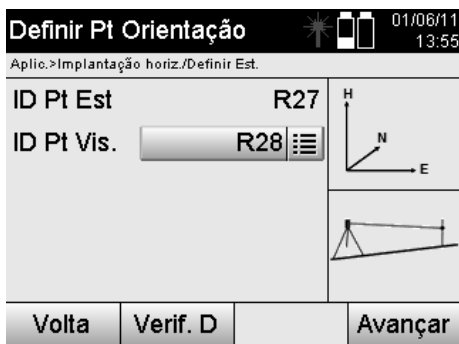 Definir Pt Orientação
01/06/11
13:55
Aplic.>Implantação horiz./Definir Est.
ID Pt Est R27
ID Pt Vis. R28
H
N
E
Volta Verif. D Avançar